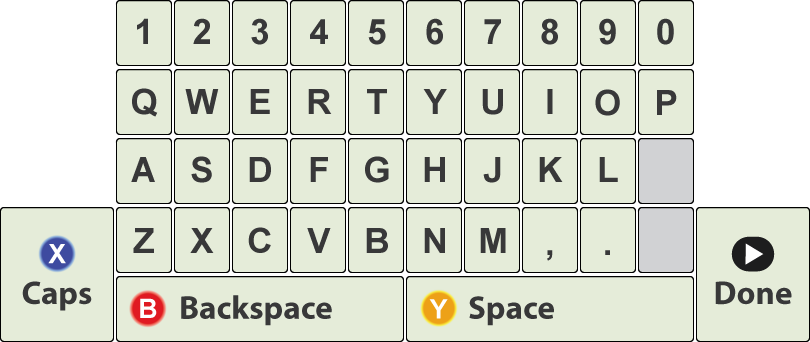 1 2 3 4 5 6 7 8 9 0
Q W E R T Y U I O P
A S D F G H J K L
Z X C V B N M , .
X Caps
B Backspace Y Space
Done